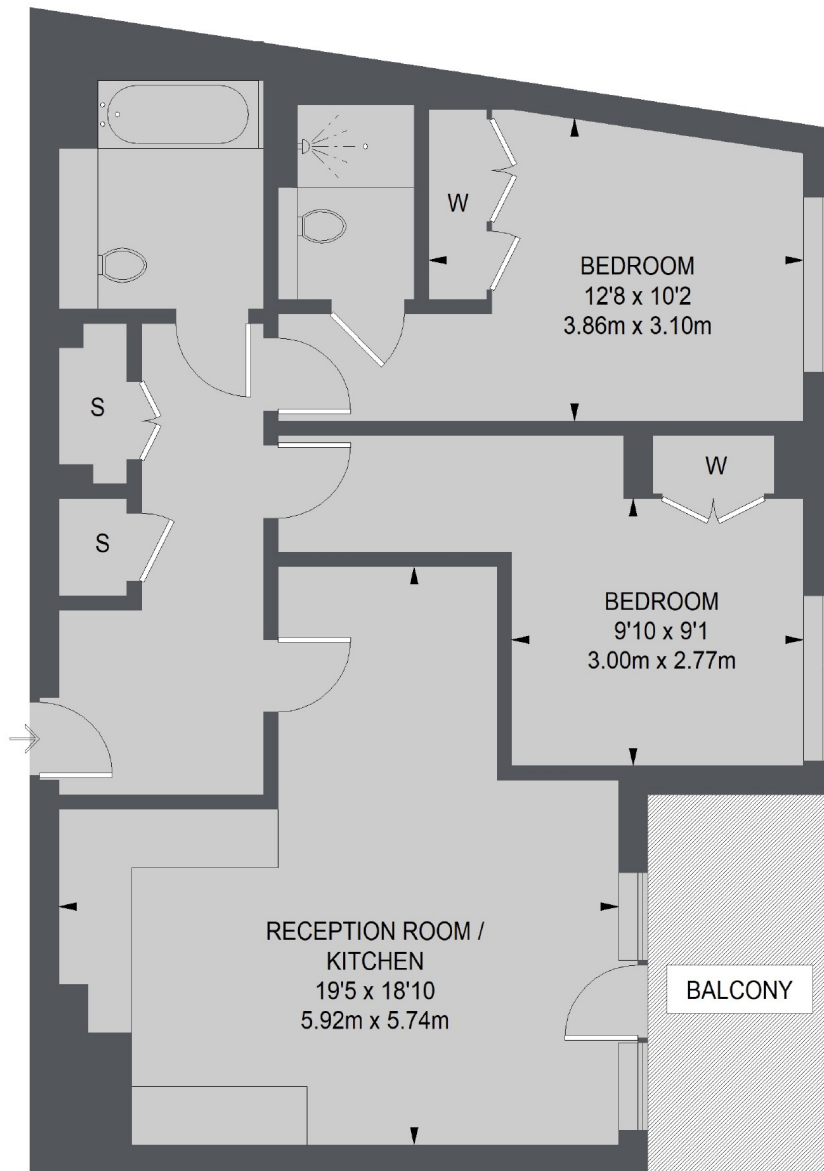 W
BEDROOM
12'8 x 10'2
3.86m x 3.10m
S
W
S
BEDROOM
9'10 x 9'1
3.00m x 2.77m
RECEPTION ROOM /
KITCHEN
19'5 x 18'10
5.92m x 5.74m
BALCONY